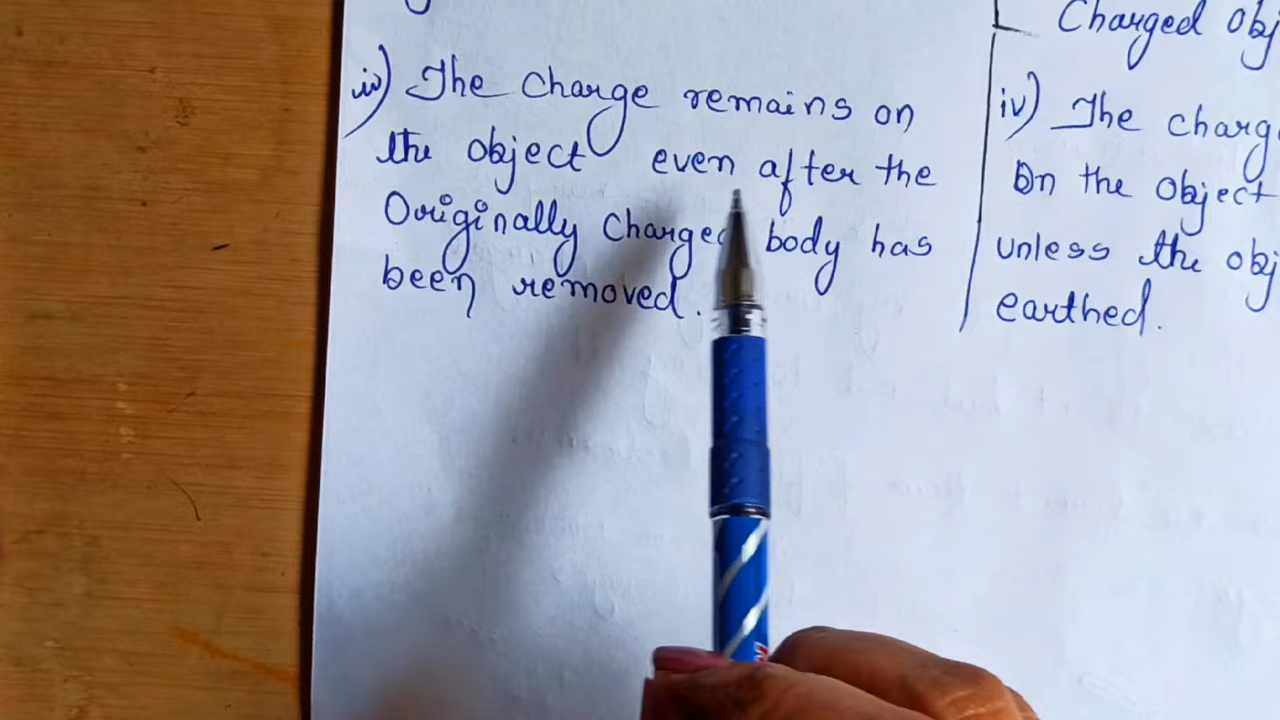 iv) The Charge remains on
the object even after the
Originally Charged body has
been removed.
Charged obj
iv) The charg
On the object
unless the obj
earthed.